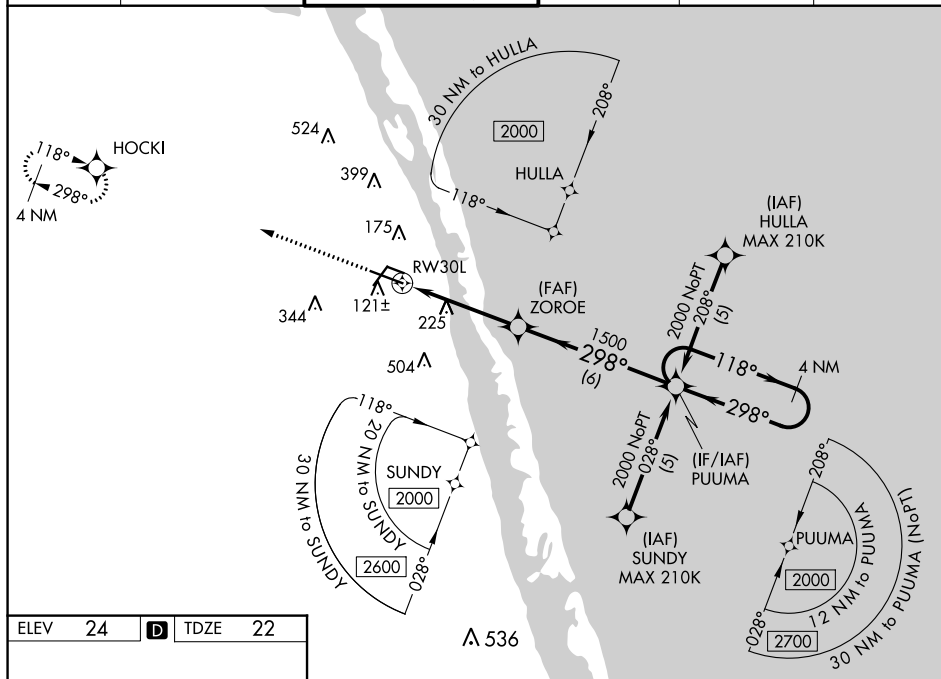 30 NM to HULLA
208°
2000
HULLA
118°
524
399
175
HOCKI
118°
298°
4 NM
RW30L
121±
344
225
504
(FAF)
ZOROE
1500
298°
(6)
(IAF)
HULLA
MAX 210K
2000 NoPT
208°
(5)
118°
4 NM
298°
(IF/IAF)
PUUMA
2000 NoPT
028°
(5)
(IAF)
SUNDY
MAX 210K
118°
20 NM to SUNDY
30 NM to SUNDY
SUNDY
2000
2600
028°
208°
PUUMA
2000
12 NM to PUUMA
2700
30 NM to PUUMA (NoPT)
028°
536
ELEV 24 D TDZE 22